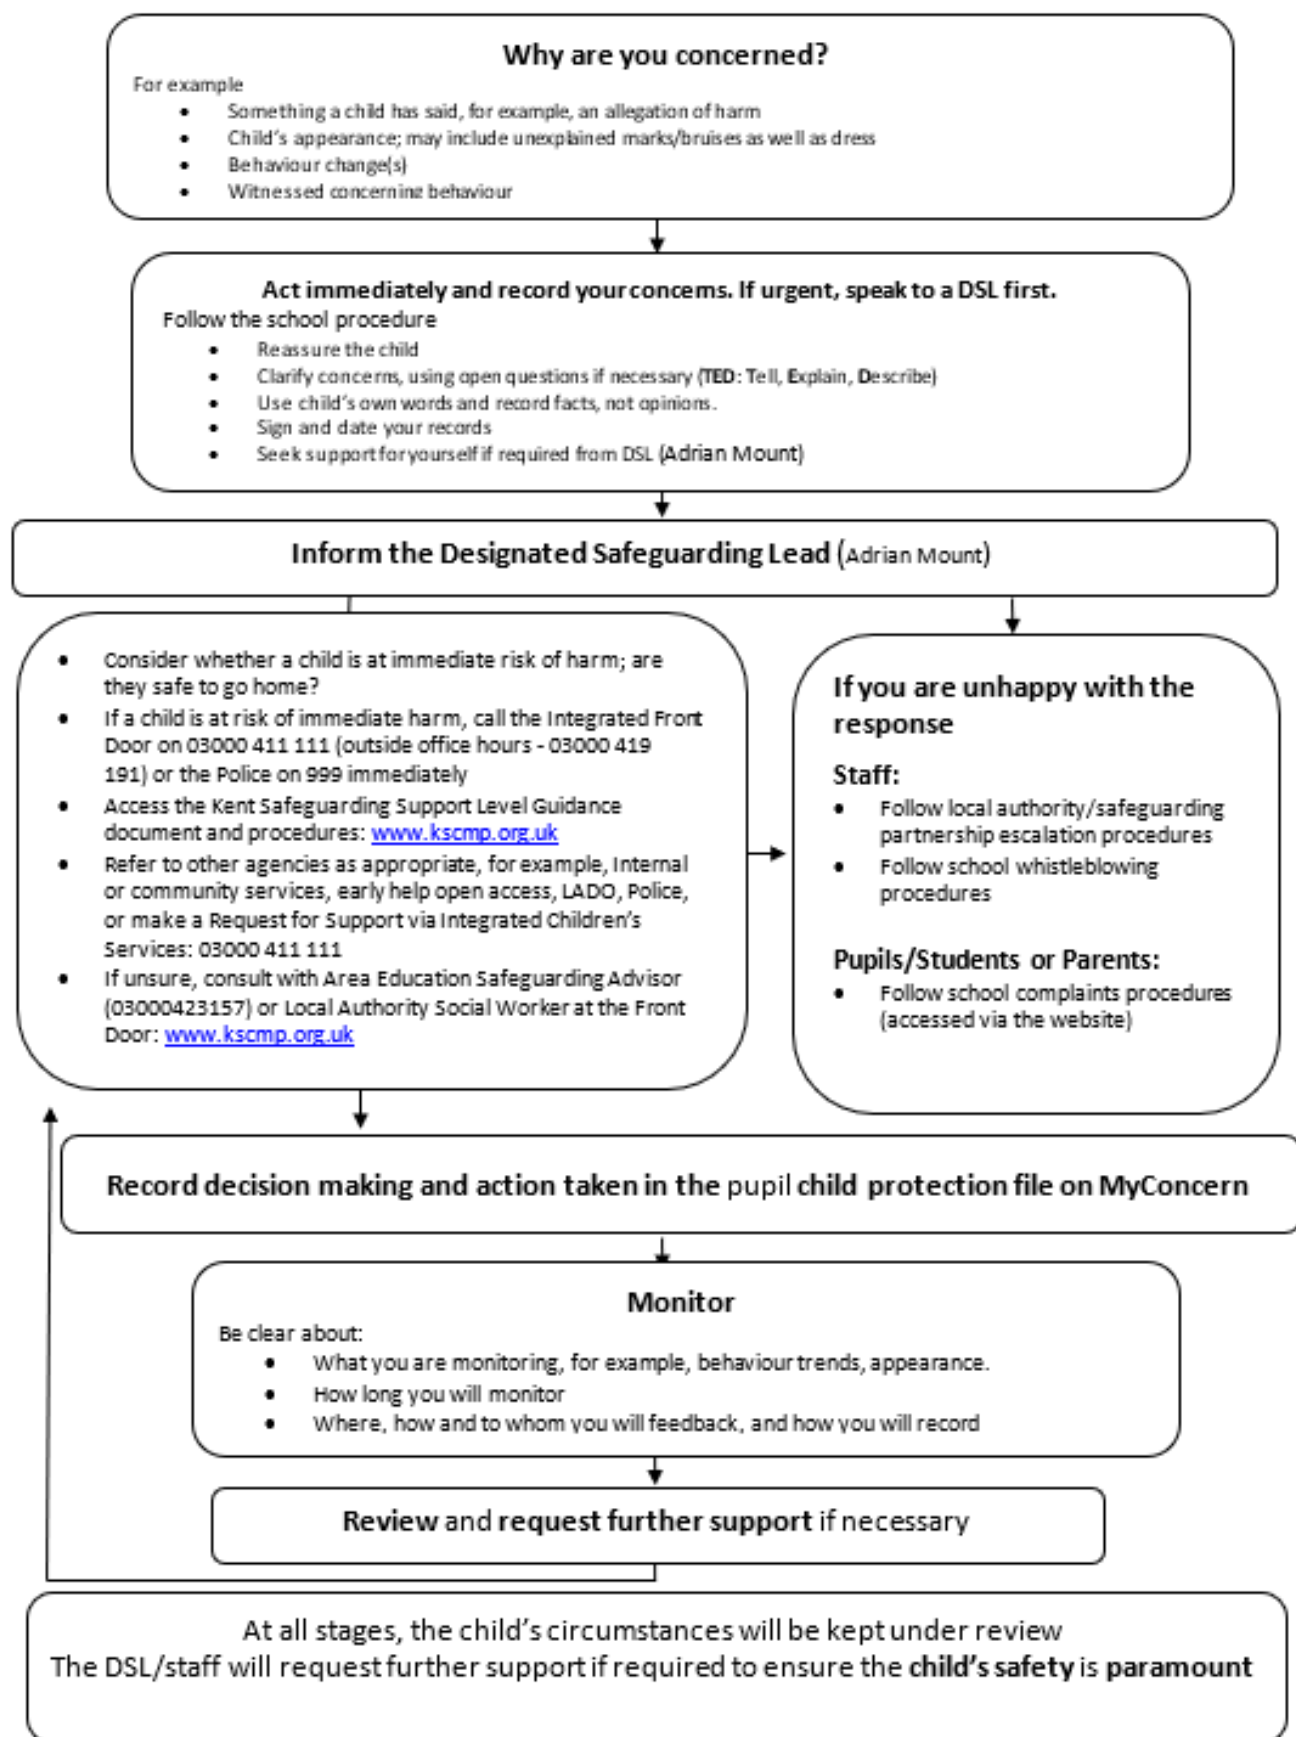 Why are you concerned?
For example
• Something a child has said, for example, an allegation of harm
• Child's appearance; may include unexplained marks/bruises as well as dress
• Behaviour change(s)
• Witnessed concerning behaviour
Act immediately and record your concerns. If urgent, speak to a DSL first.
Follow the school procedure
• Reassure the child
• Clarify concerns, using open questions if necessary (TED: Tell, Explain, Describe)
• Use child's own words and record facts, not opinions.
• Sign and date your records
• Seek support for yourself if required from DSL (Adrian Mount)
Inform the Designated Safeguarding Lead (Adrian Mount)
• Consider whether a child is at immediate risk of harm; are
they safe to go home?
• If a child is at risk of immediate harm, call the Integrated Front
Door on 03000 411 111 (outside office hours - 03000 419
191) or the Police on 999 immediately
• Access the Kent Safeguarding Support Level Guidance
document and procedures: www.kscmp.org.uk
• Refer to other agencies as appropriate, for example, Internal
or community services, early help open access, LADO, Police,
or make a Request for Support via Integrated Children's
Services: 03000 411 111
• If unsure, consult with Area Education Safeguarding Advisor
(03000423157) or Local Authority Social Worker at the Front
Door: www.kscmp.org.uk
If you are unhappy with the
response
Staff:
• Follow local authority/safeguarding
partnership escalation procedures
• Follow school whistleblowing
procedures
Pupils/Students or Parents:
• Follow school complaints procedures
(accessed via the website)
Record decision making and action taken in the pupil child protection file on MyConcern
Monitor
Be clear about:
• What you are monitoring, for example, behaviour trends, appearance.
• How long you will monitor
• Where, how and to whom you will feedback, and how you will record
Review and request further support if necessary
At all stages, the child's circumstances will be kept under review
The DSL/staff will request further support if required to ensure the child's safety is paramount